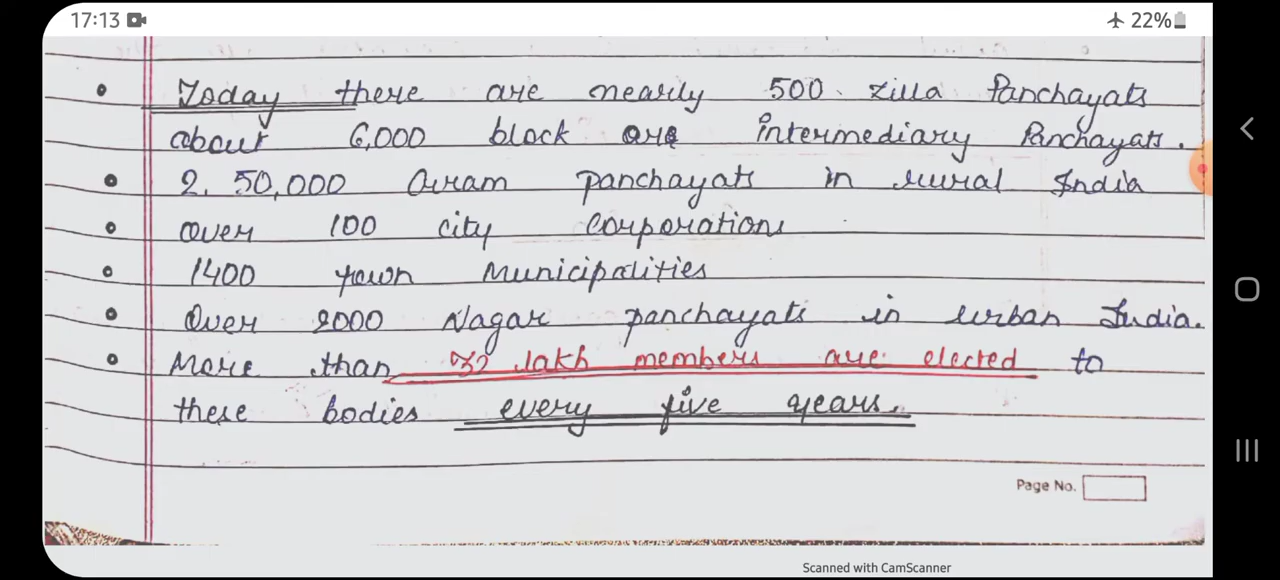 17:13
22%
Today there are nearly 500 zilla Panchayats
about 6,000 block are intermediary Panchayats.
2,50,000 Gram panchayats in rural India
Over 100 city corporations
1400 town Municipalities
Over 2000 Nagar panchayats in urban India.
More than 32 lakh members are elected to
these bodies every five years.
Page No.
Scanned with CamScanner